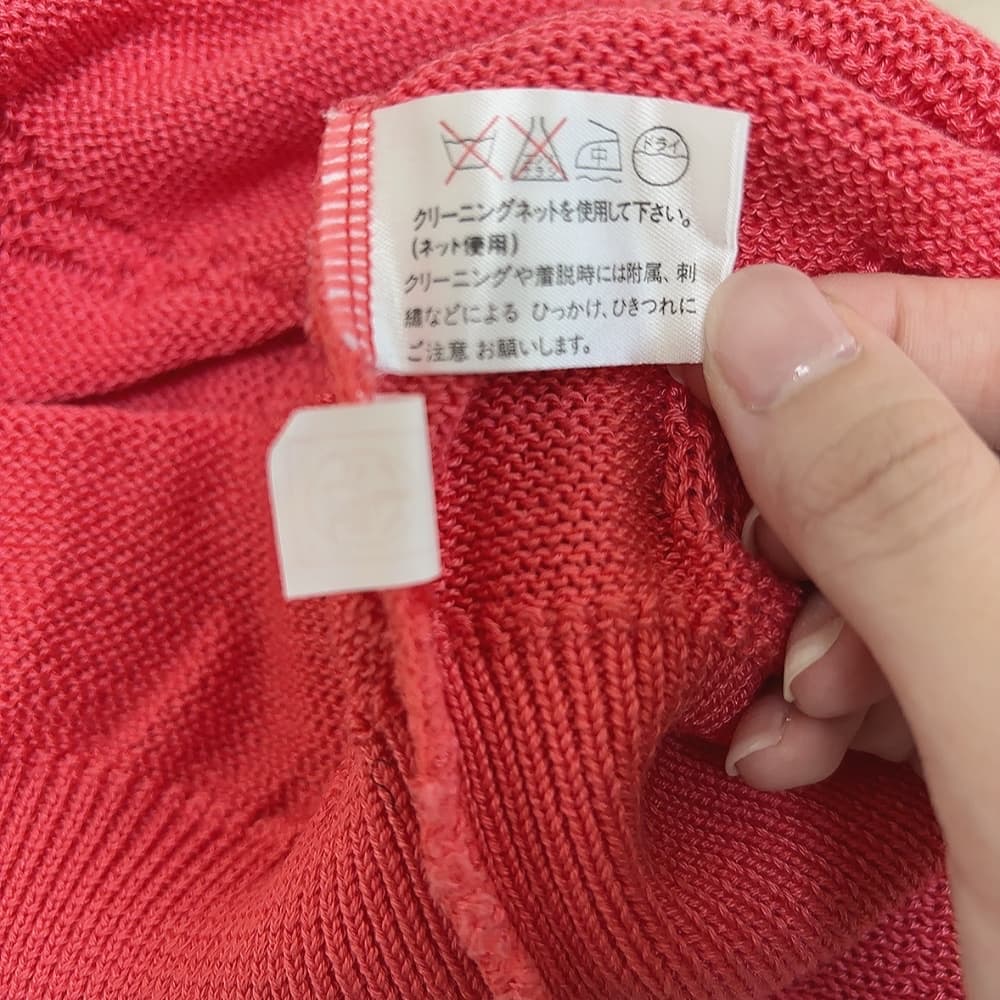 エンソ
中
ドライ
クリーニングネットを使用して下さい。
(ネット使用)
クリーニングや着脱時には附属、刺
繍などによる ひっかけ、ひきつれに
ご注意 お願いします。